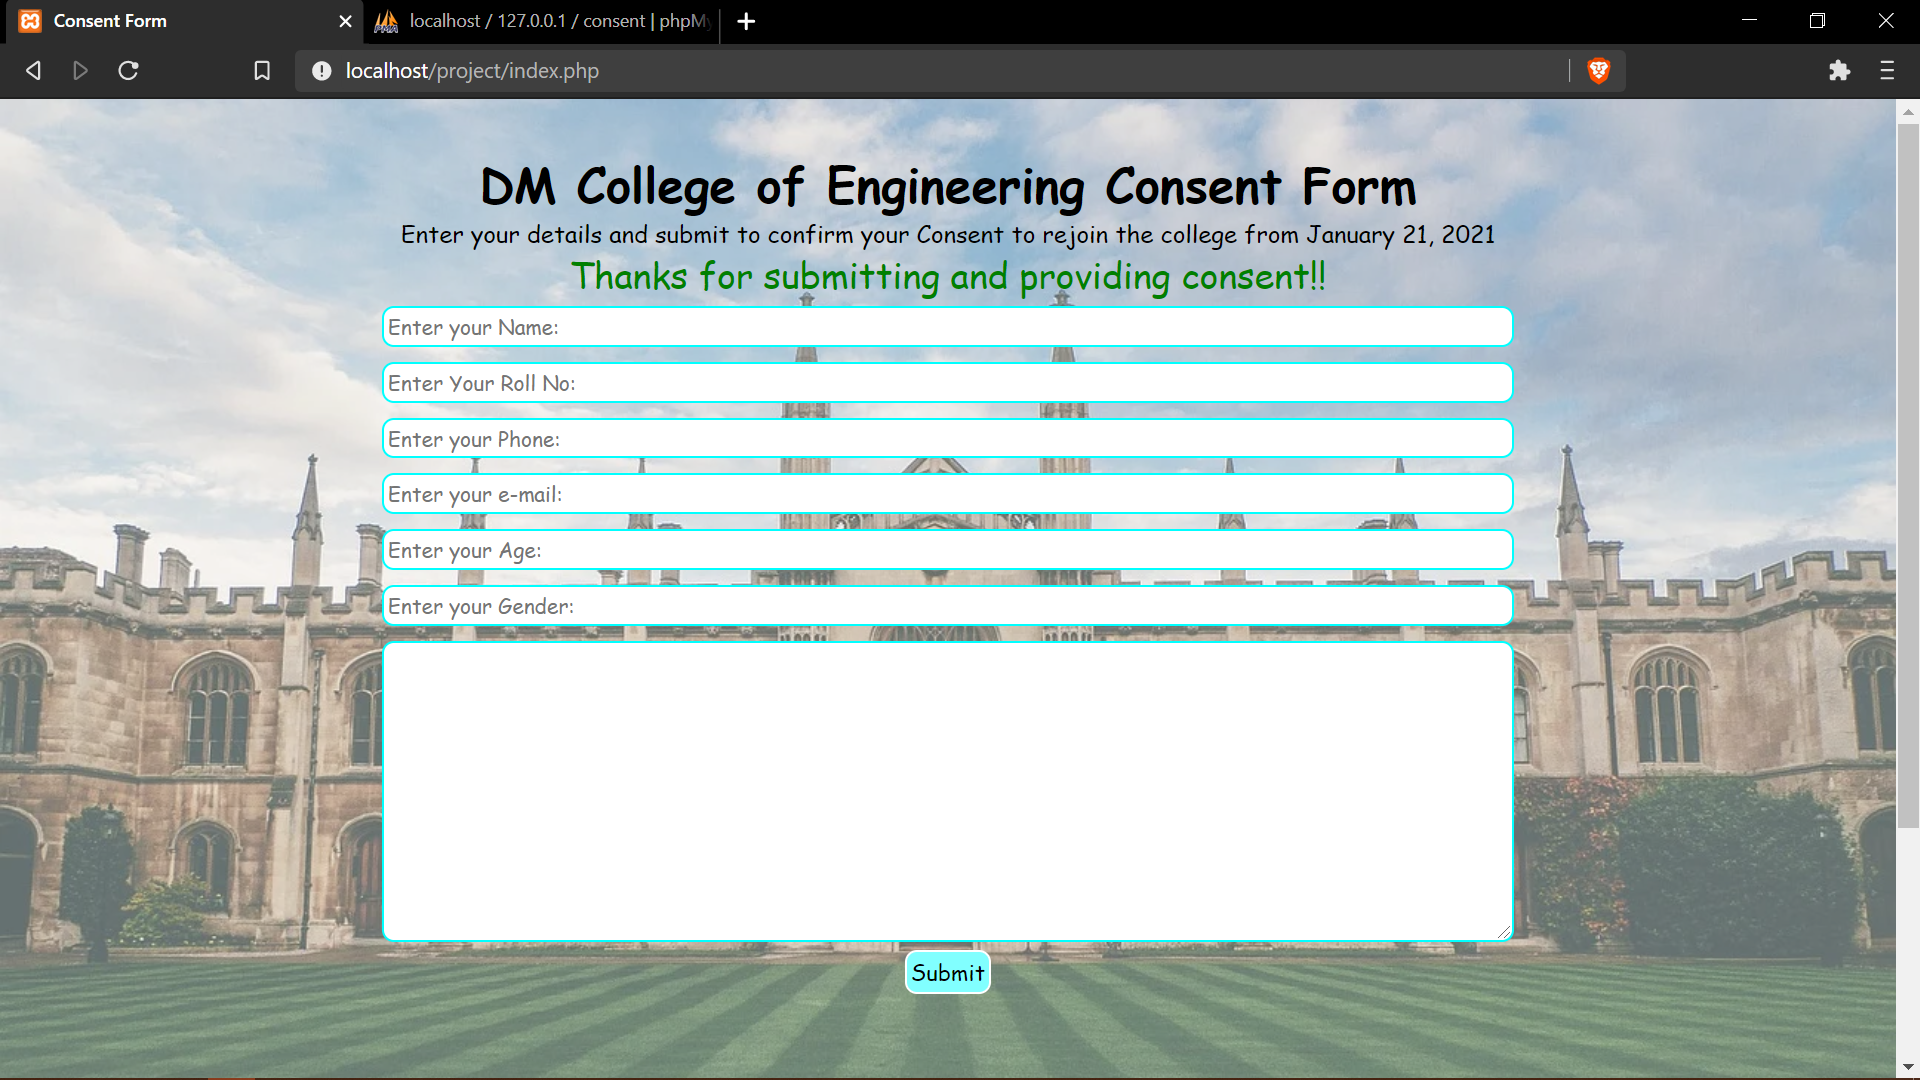 Consent Form
localhost / 127.0.0.1 / consent | phpMy
localhost/project/index.php
DM College of Engineering Consent Form
Enter your details and submit to confirm your Consent to rejoin the college from January 21, 2021
Thanks for submitting and providing consent!!
Enter your Name:
Enter Your Roll No:
Enter your Phone:
Enter your e-mail:
Enter your Age:
Enter your Gender:
Submit